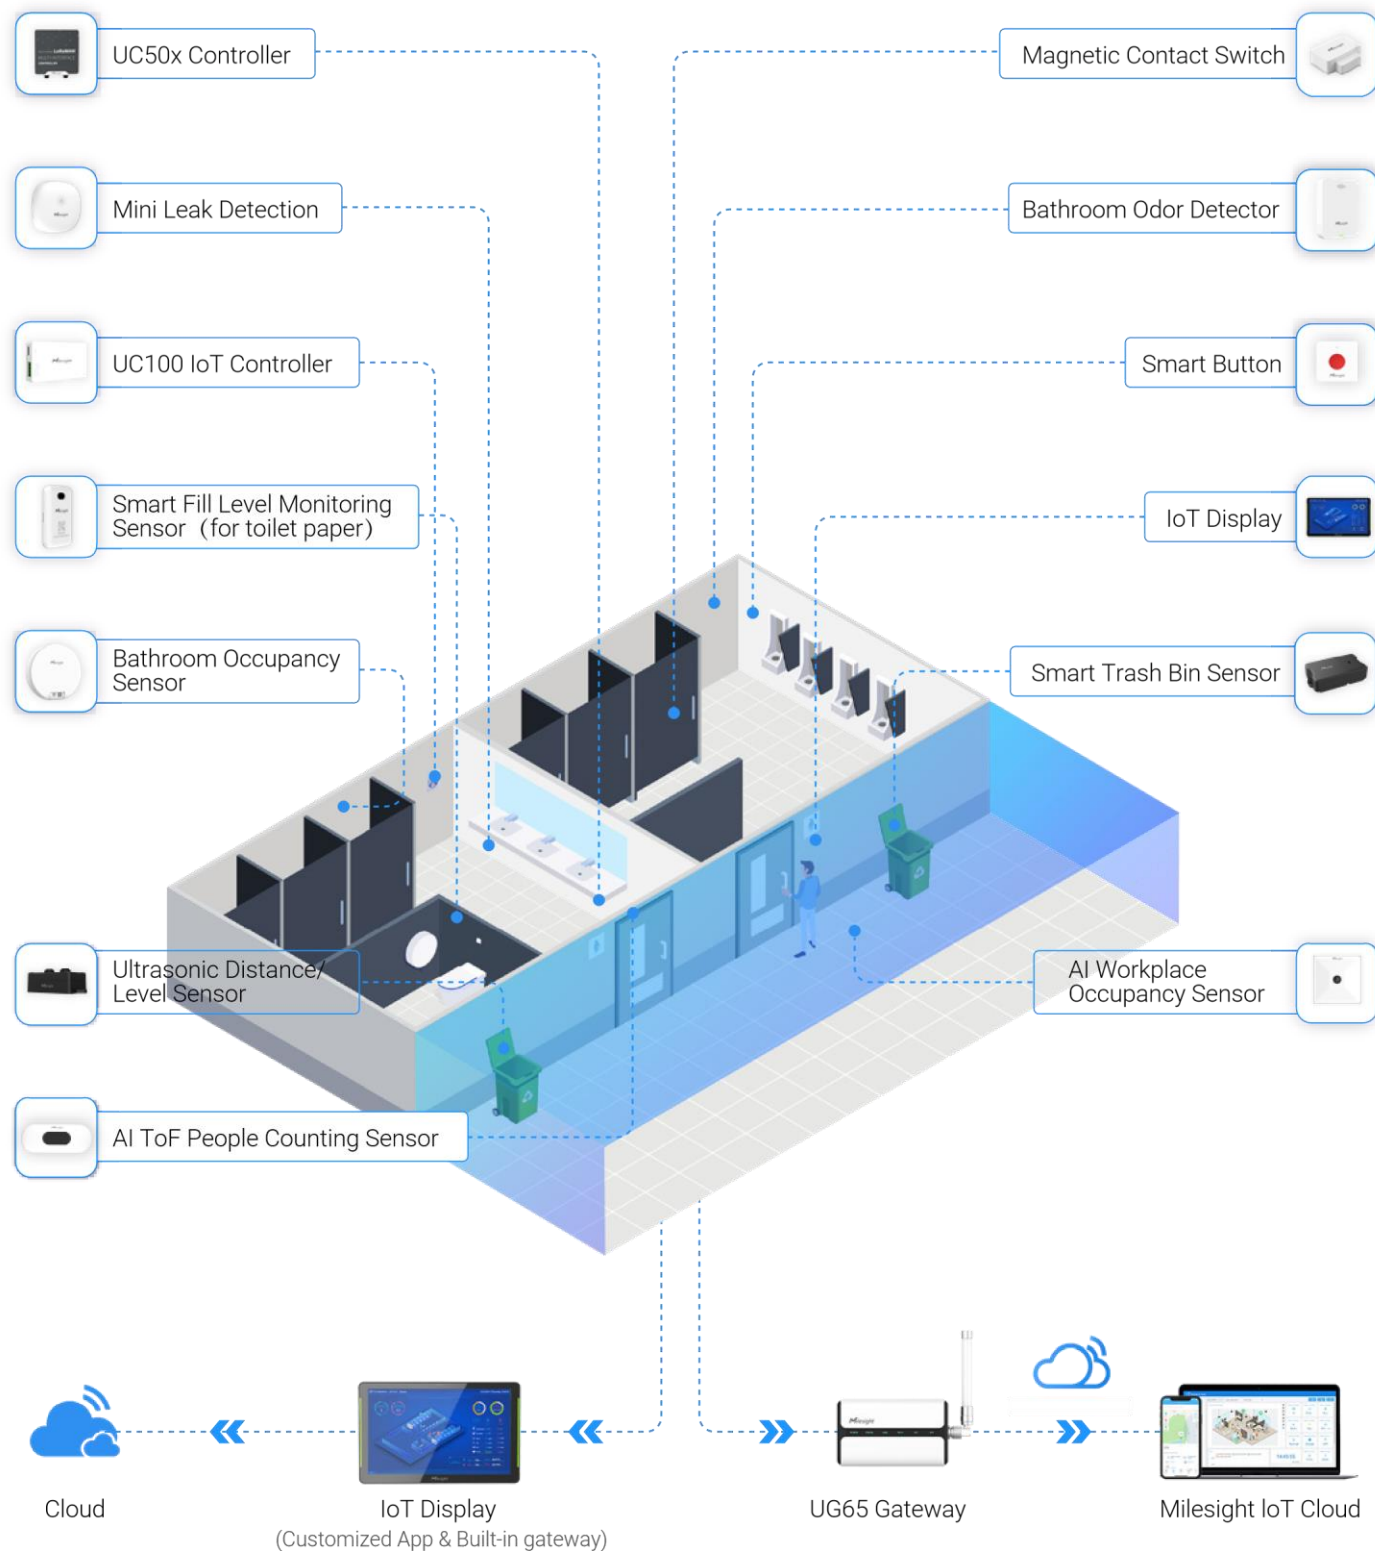 UC50x Controller
Magnetic Contact Switch
Mini Leak Detection
Bathroom Odor Detector
UC100 IoT Controller
Smart Button
Smart Fill Level Monitoring
Sensor（for toilet paper）
IoT Display
Bathroom Occupancy
Sensor
Smart Trash Bin Sensor
Ultrasonic Distance/
Level Sensor
AI Workplace
Occupancy Sensor
AI ToF People Counting Sensor
Milesight
Cloud
IoT Display
(Customized App & Built-in gateway)
UG65 Gateway
Milesight IoT Cloud